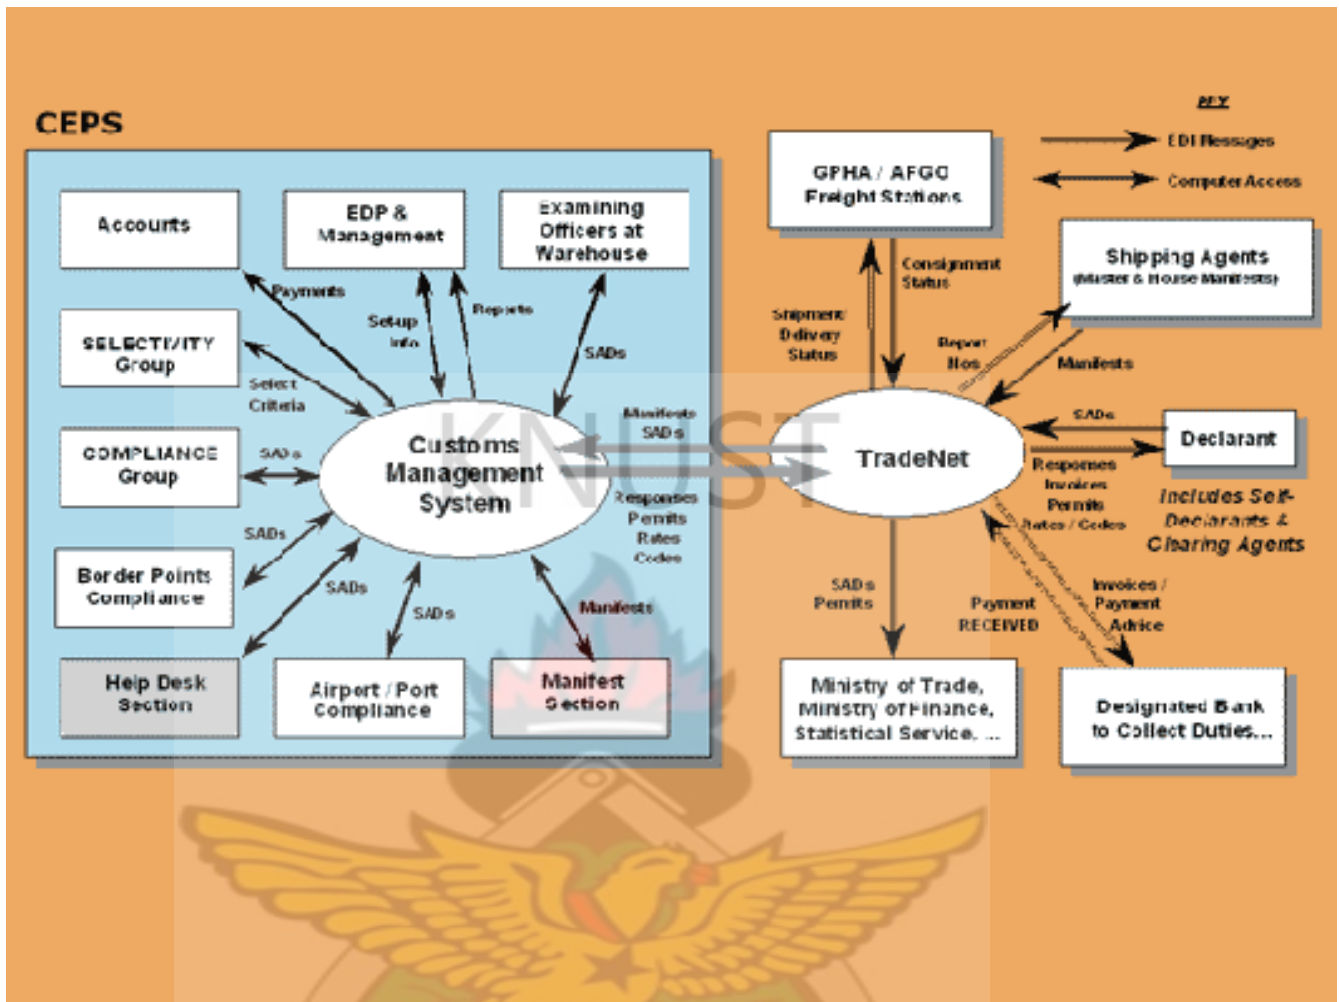 CEPS
KEY
EDI Messages
Computer Access
Accounts
EDP &
Management
Examining
Officers at
Warehouse
GPHA / AFGO
Freight Stations
Shipping Agents
(Master & House Manifests)
Payments
Set-up
Info
Reports
SADs
Consignment
Status
Shipment/
Delivery
Status
Report
Nos
Manifests
SELECTIVITY
Group
Select
Criteria
COMPLIANCE
Group
SADs
Customs
Management
System
Manifests
SADs
KNUST
Responses
Permits
Rates
Codes
TradeNet
SADs
Declarant
Responses
Invoices
Permits
Rates / Codes
Includes Self-
Declarants &
Clearing Agents
Border Points
Compliance
SADs
SADs
SADs
Manifests
SADs
Permits
Payment
RECEIVED
Invoices /
Payment
Advice
Help Desk
Section
Airport / Port
Compliance
Manifest
Section
Ministry of Trade,
Ministry of Finance,
Statistical Service, ...
Designated Bank
to Collect Duties...